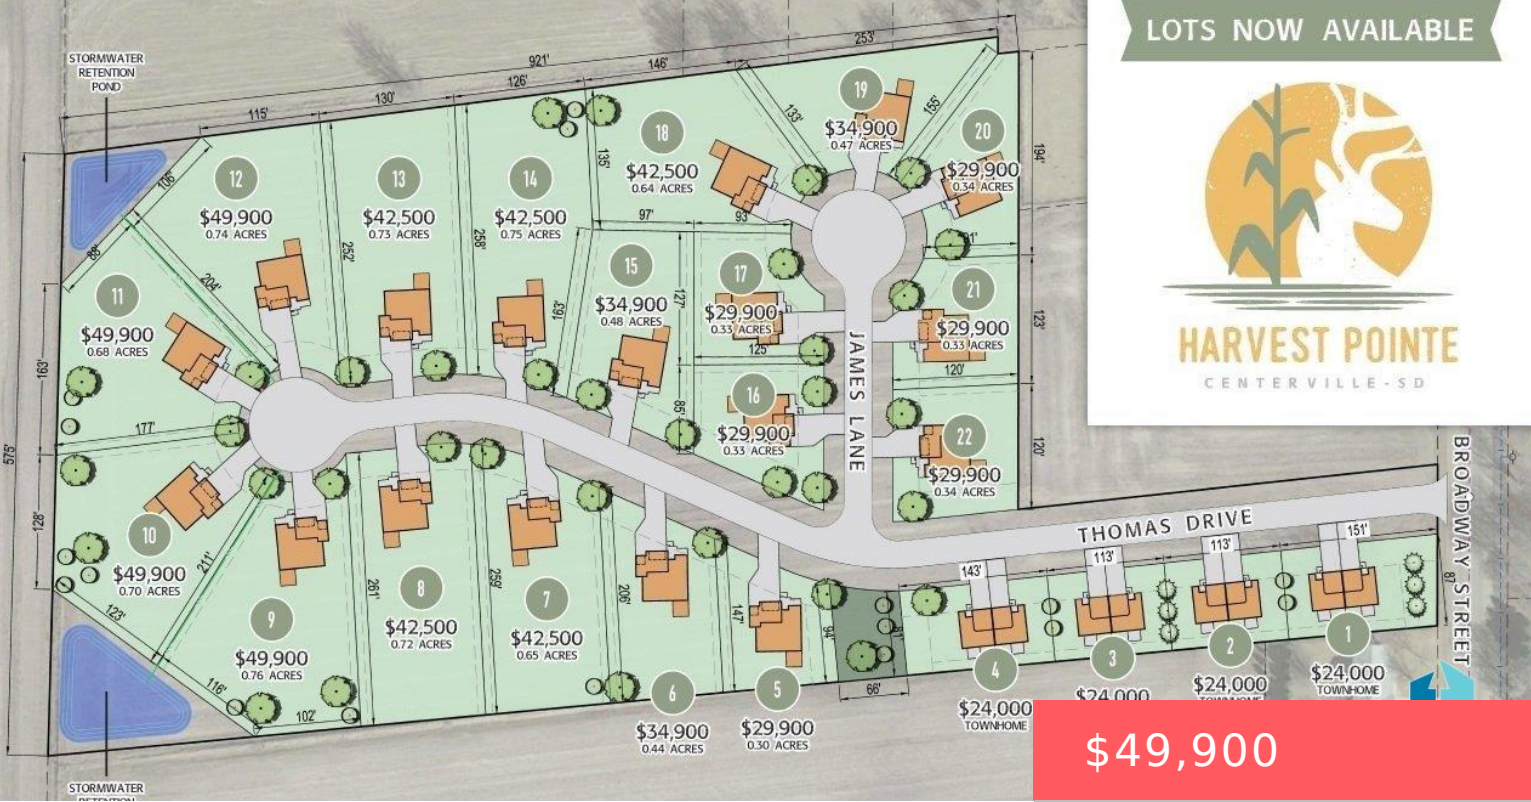 LOTS NOW AVAILABLE
HARVEST POINTE
CENTERVILLE-SD
STORMWATER
RETENTION
POND
921'
253'
115'
130'
126'
146'
133'
155'
194'
106'
88'
204'
252'
258'
135'
97'
93'
163'
127'
125'
85'
91'
123'
120'
120'
575'
163'
177'
128'
123'
211'
116'
102'
261'
259'
206'
147'
94'
66'
143'
113'
113'
151'
87'
12
$49,900
0.74 ACRES
13
$42,500
0.73 ACRES
14
$42,500
0.75 ACRES
18
$42,500
0.64 ACRES
19
$34,900
0.47 ACRES
20
$29,900
0.34 ACRES
11
$49,900
0.68 ACRES
15
$34,900
0.48 ACRES
17
$29,900
0.33 ACRES
21
$29,900
0.33 ACRES
16
$29,900
0.33 ACRES
22
$29,900
0.34 ACRES
JAMES LANE
THOMAS DRIVE
BROADWAY STREET
10
$49,900
0.70 ACRES
9
$49,900
0.76 ACRES
8
$42,500
0.72 ACRES
7
$42,500
0.65 ACRES
6
$34,900
0.44 ACRES
5
$29,900
0.30 ACRES
4
$24,000
TOWNHOME
3
$24,000
2
$24,000
TOWNHOME
1
$24,000
TOWNHOME
STORMWATER
RETENTION
$49,900